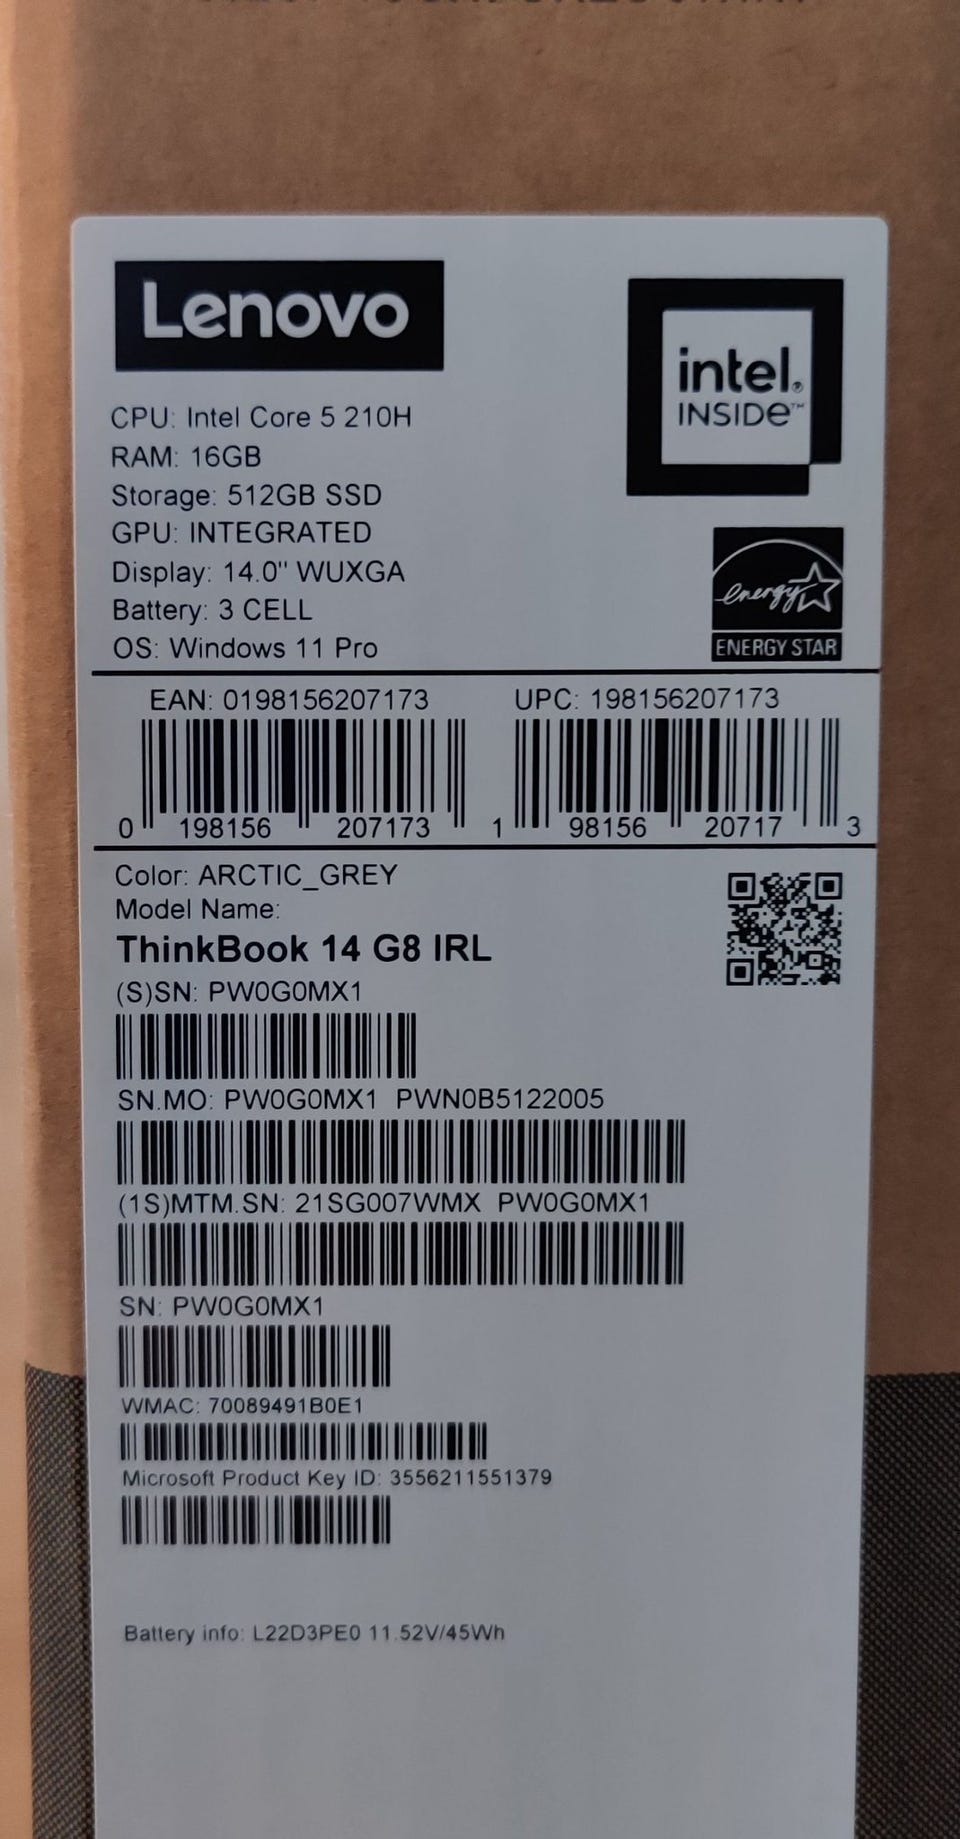 Lenovo
intel.
INSIDe™
CPU: Intel Core 5 210H
RAM: 16GB
Storage: 512GB SSD
GPU: INTEGRATED
Display: 14.0" WUXGA
Battery: 3 CELL
OS: Windows 11 Pro
energy
ENERGY STAR
EAN: 0198156207173
0 198156 207173
UPC: 198156207173
1 98156 20717 3
Color: ARCTIC_GREY
Model Name:
ThinkBook 14 G8 IRL
(S)SN: PW0G0MX1
SN.MO: PW0G0MX1 PWN0B5122005
(1S)MTM.SN: 21SG007WMX PW0G0MX1
SN: PW0G0MX1
WMAC: 70089491B0E1
Microsoft Product Key ID: 3556211551379
Battery info: L22D3PE0 11.52V/45Wh